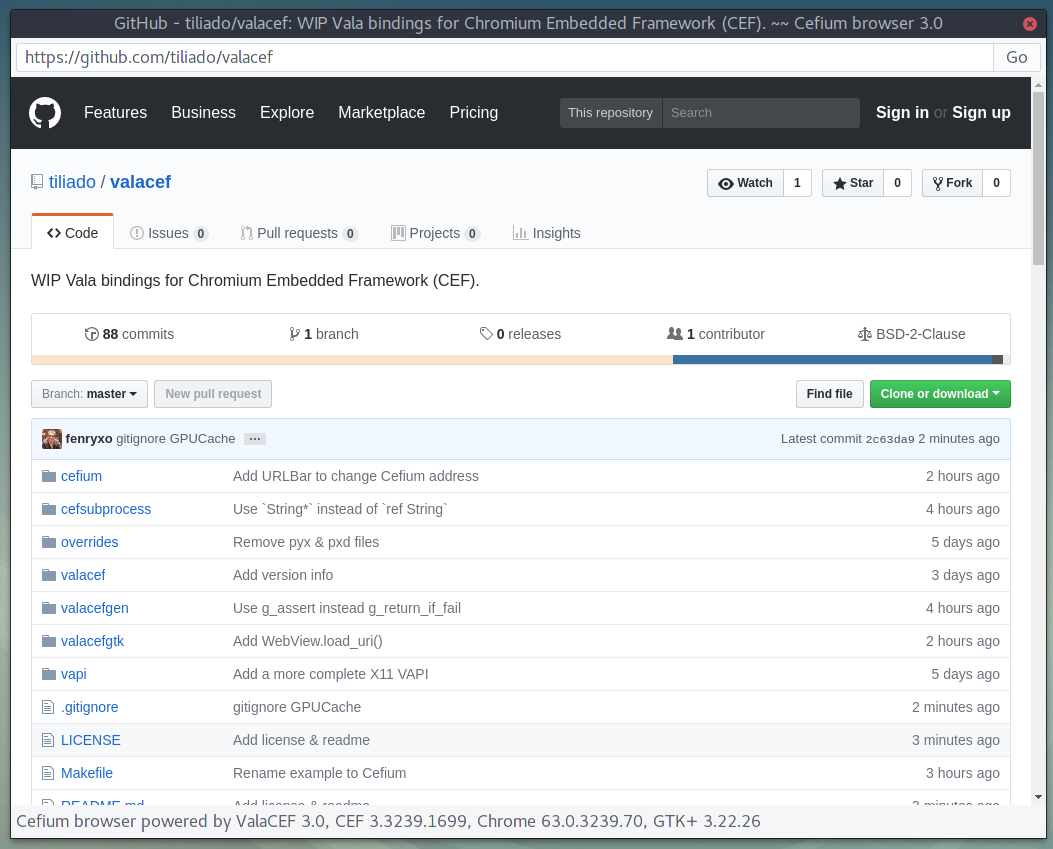 GitHub - tiliado/valacef: WIP Vala bindings for Chromium Embedded Framework (CEF). ~~ Cefium browser 3.0
https://github.com/tiliado/valacef Go
Features Business Explore Marketplace Pricing This repository Search Sign in or Sign up
tiliado / valacef Watch 1 Star 0 Fork 0
Code Issues 0 Pull requests 0 Projects 0 Insights
WIP Vala bindings for Chromium Embedded Framework (CEF).
88 commits 1 branch 0 releases 1 contributor BSD-2-Clause
Branch: master New pull request Find file Clone or download
fenryxo gitignore GPUCache ... Latest commit 2c63da9 2 minutes ago
cefium Add URLBar to change Cefium address 2 hours ago
cefsubprocess Use `String*` instead of `ref String` 4 hours ago
overrides Remove pyx & pxd files 5 days ago
valacef Add version info 3 days ago
valacefgen Use g_assert instead g_return_if_fail 4 hours ago
valacefgtk Add WebView.load_uri() 2 hours ago
vapi Add a more complete X11 VAPI 5 days ago
.gitignore gitignore GPUCache 2 minutes ago
LICENSE Add license & readme 3 minutes ago
Makefile Rename example to Cefium 3 hours ago
README.md Add license & readme 3 minutes ago
Cefium browser powered by ValaCEF 3.0, CEF 3.3239.1699, Chrome 63.0.3239.70, GTK+ 3.22.26